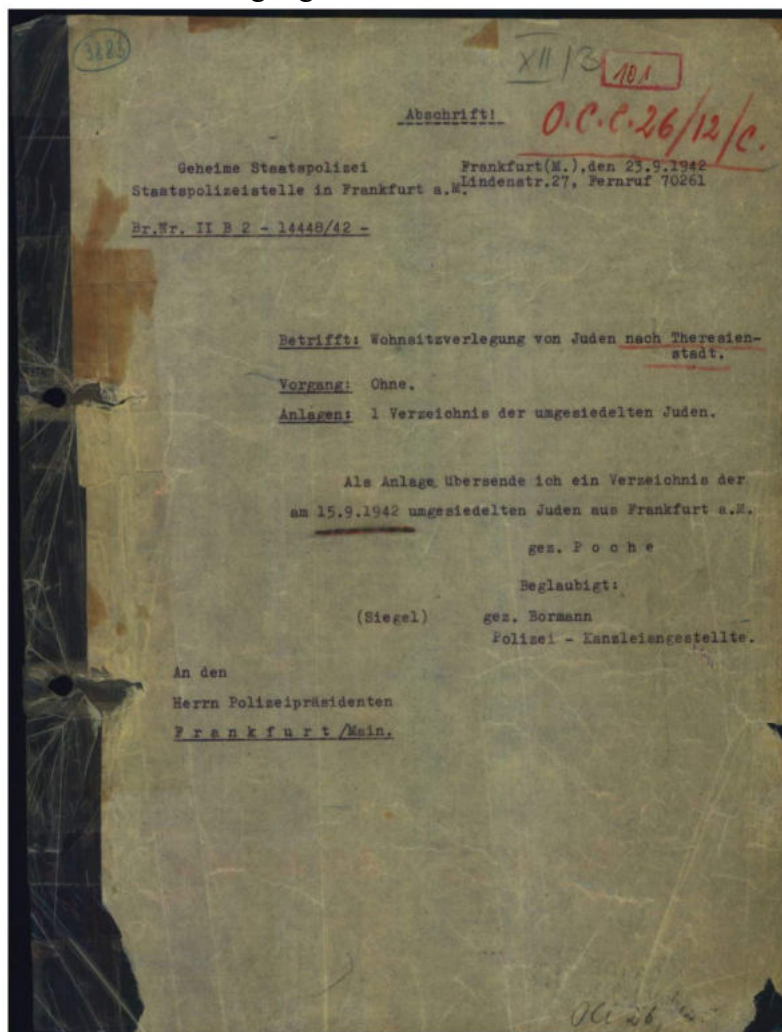 3883
XII/3
101
Abschrift!
O.C.C.26/12/C.
Geheime Staatspolizei
Staatspolizeistelle in Frankfurt a.M.
Frankfurt(M.),den 23.9.1942
Lindenstr.27, Fernruf 70261
Br.Nr. II B 2 - 14448/42 -
Betrifft: Wohnsitzverlegung von Juden nach Theresien-
stadt.
Vorgang: Ohne.
Anlagen: 1 Verzeichnis der umgesiedelten Juden.
Als Anlage übersende ich ein Verzeichnis der
am 15.9.1942 umgesiedelten Juden aus Frankfurt a.M.
gez. P o c h e
Beglaubigt:
(Siegel) gez. Bormann
Polizei - Kanzleiangestellte.
An den
Herrn Polizeipräsidenten
F r a n k f u r t /Main.